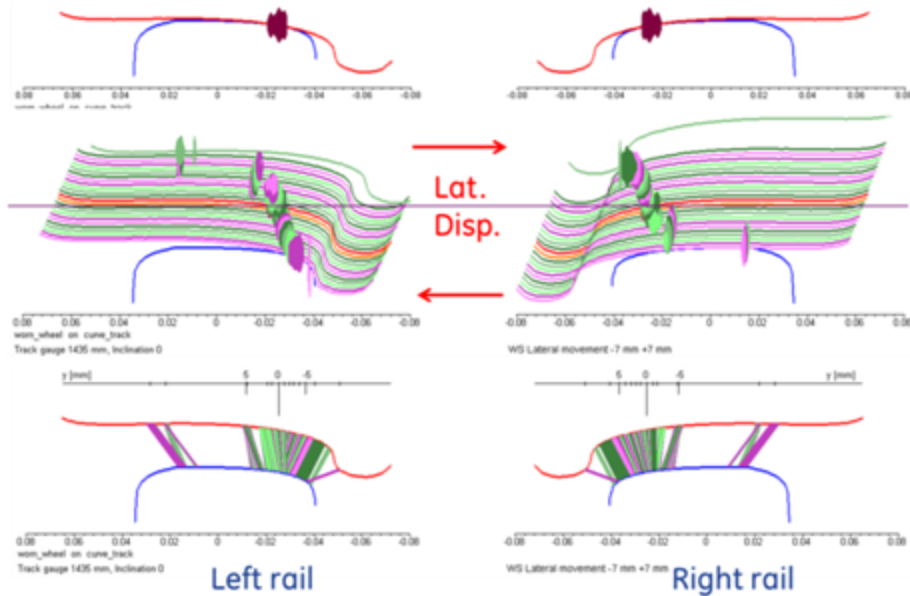 0.08 0.06 0.04 0.02 0 -0.02 -0.04 -0.06 -0.08
-0.08 -0.06 -0.04 -0.02 0 0.02 0.04 0.06 0.08
Lat.
Disp.
0.08 0.06 0.04 0.02 0 -0.02 -0.04 -0.06 -0.08
-0.08 -0.06 -0.04 -0.02 0 0.02 0.04 0.06 0.08
worn_wheel on curve_track
Track gauge 1435 mm, Inclination 0
WS Lateral movement -7 mm +7 mm
y [mm] 5 0 -5
5 0 -5 y [mm]
0.08 0.06 0.04 0.02 0 -0.02 -0.04 -0.06 -0.08
-0.08 -0.06 -0.04 -0.02 0 0.02 0.04 0.06 0.08
worn_wheel on curve_track
Track gauge 1435 mm, Inclination 0
WS Lateral movement -7 mm +7 mm
Left rail
Right rail